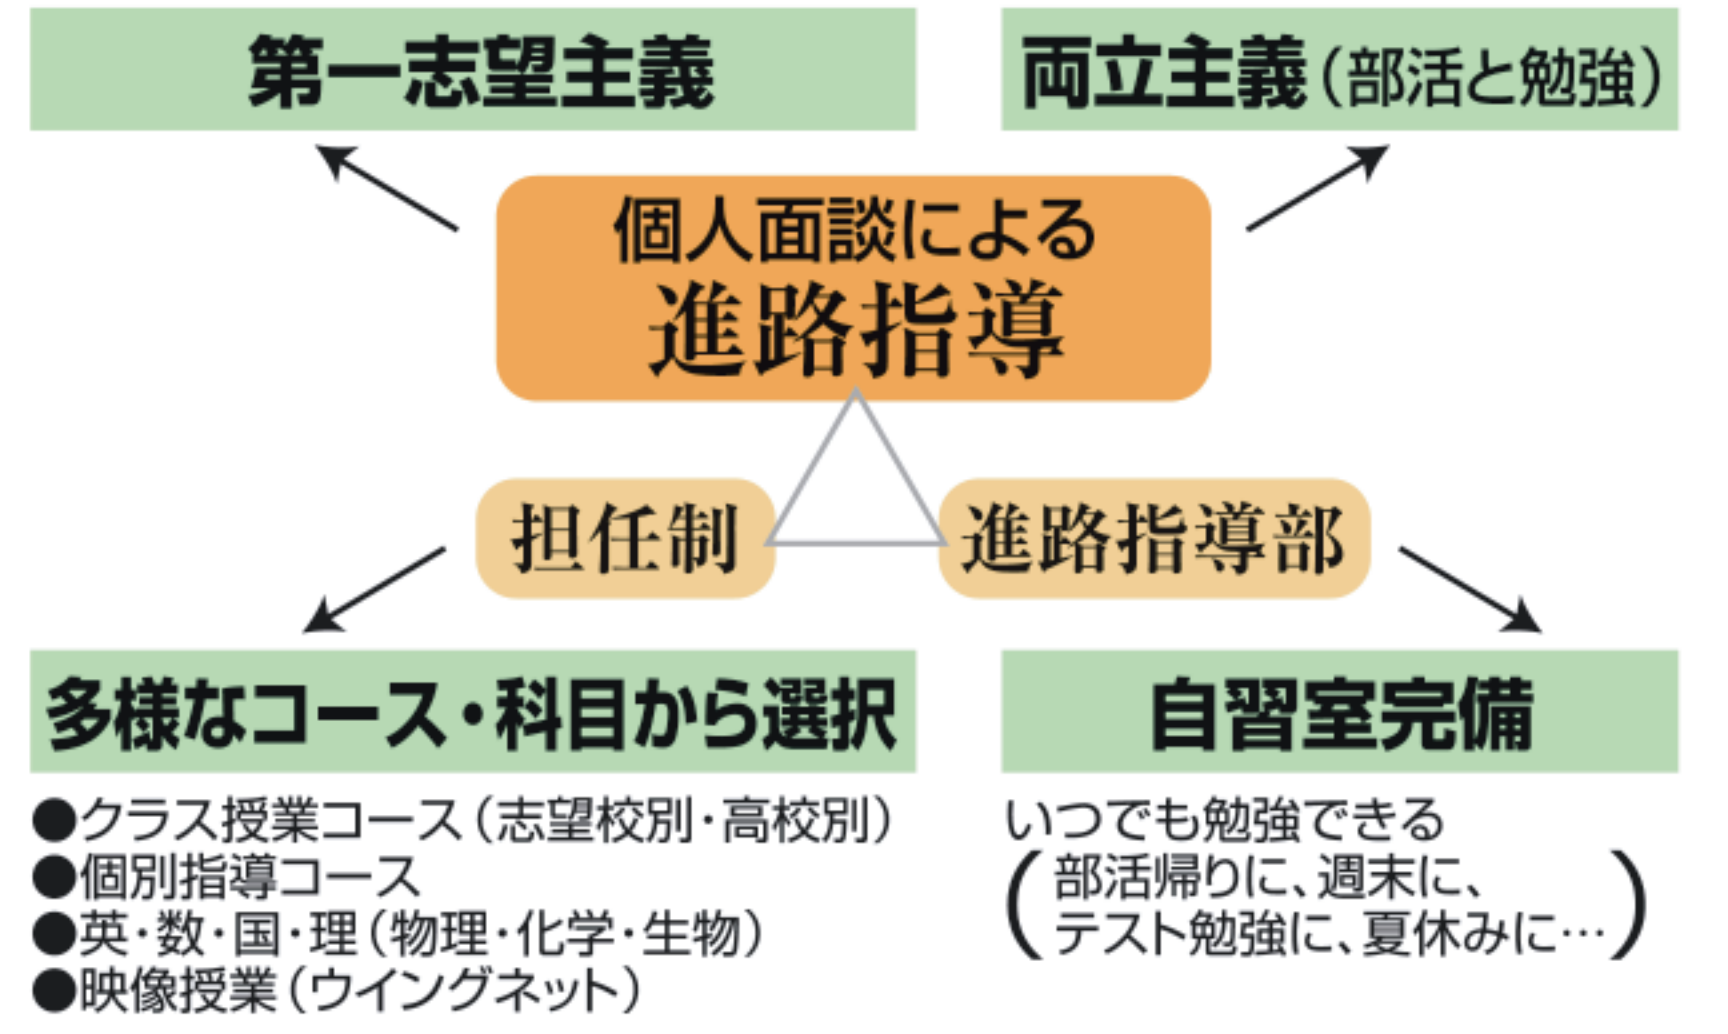 第一志望主義
両立主義（部活と勉強）
個人面談による
進路指導
担任制
進路指導部
多様なコース・科目から選択
●クラス授業コース（志望校別・高校別）
●個別指導コース
●英・数・国・理（物理・化学・生物）
●映像授業（ウイングネット）
自習室完備
いつでも勉強できる
（部活帰りに、週末に、
テスト勉強に、夏休みに…）